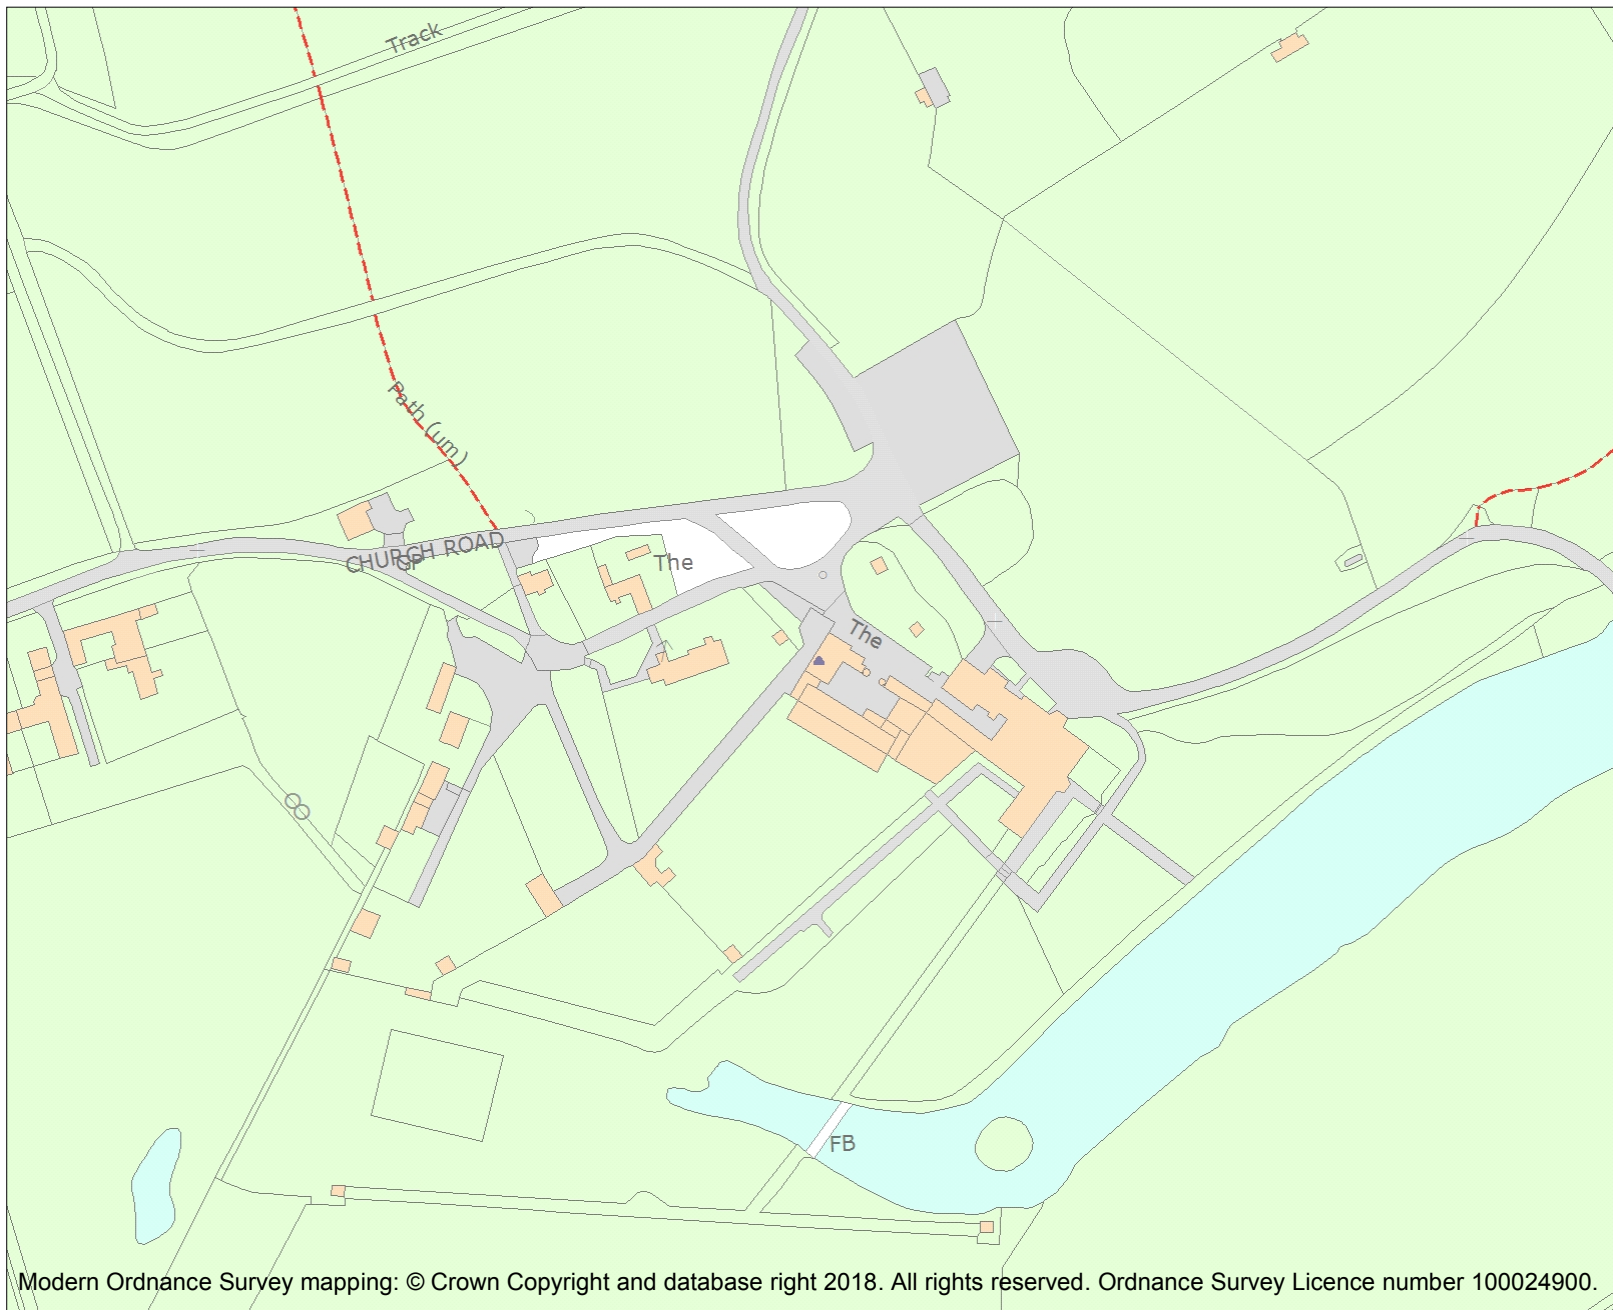 Track
Path (um)
CHURCH ROAD
GP
The
The
FB
Modern Ordnance Survey mapping: © Crown Copyright and database right 2018. All rights reserved. Ordnance Survey Licence number 100024900.